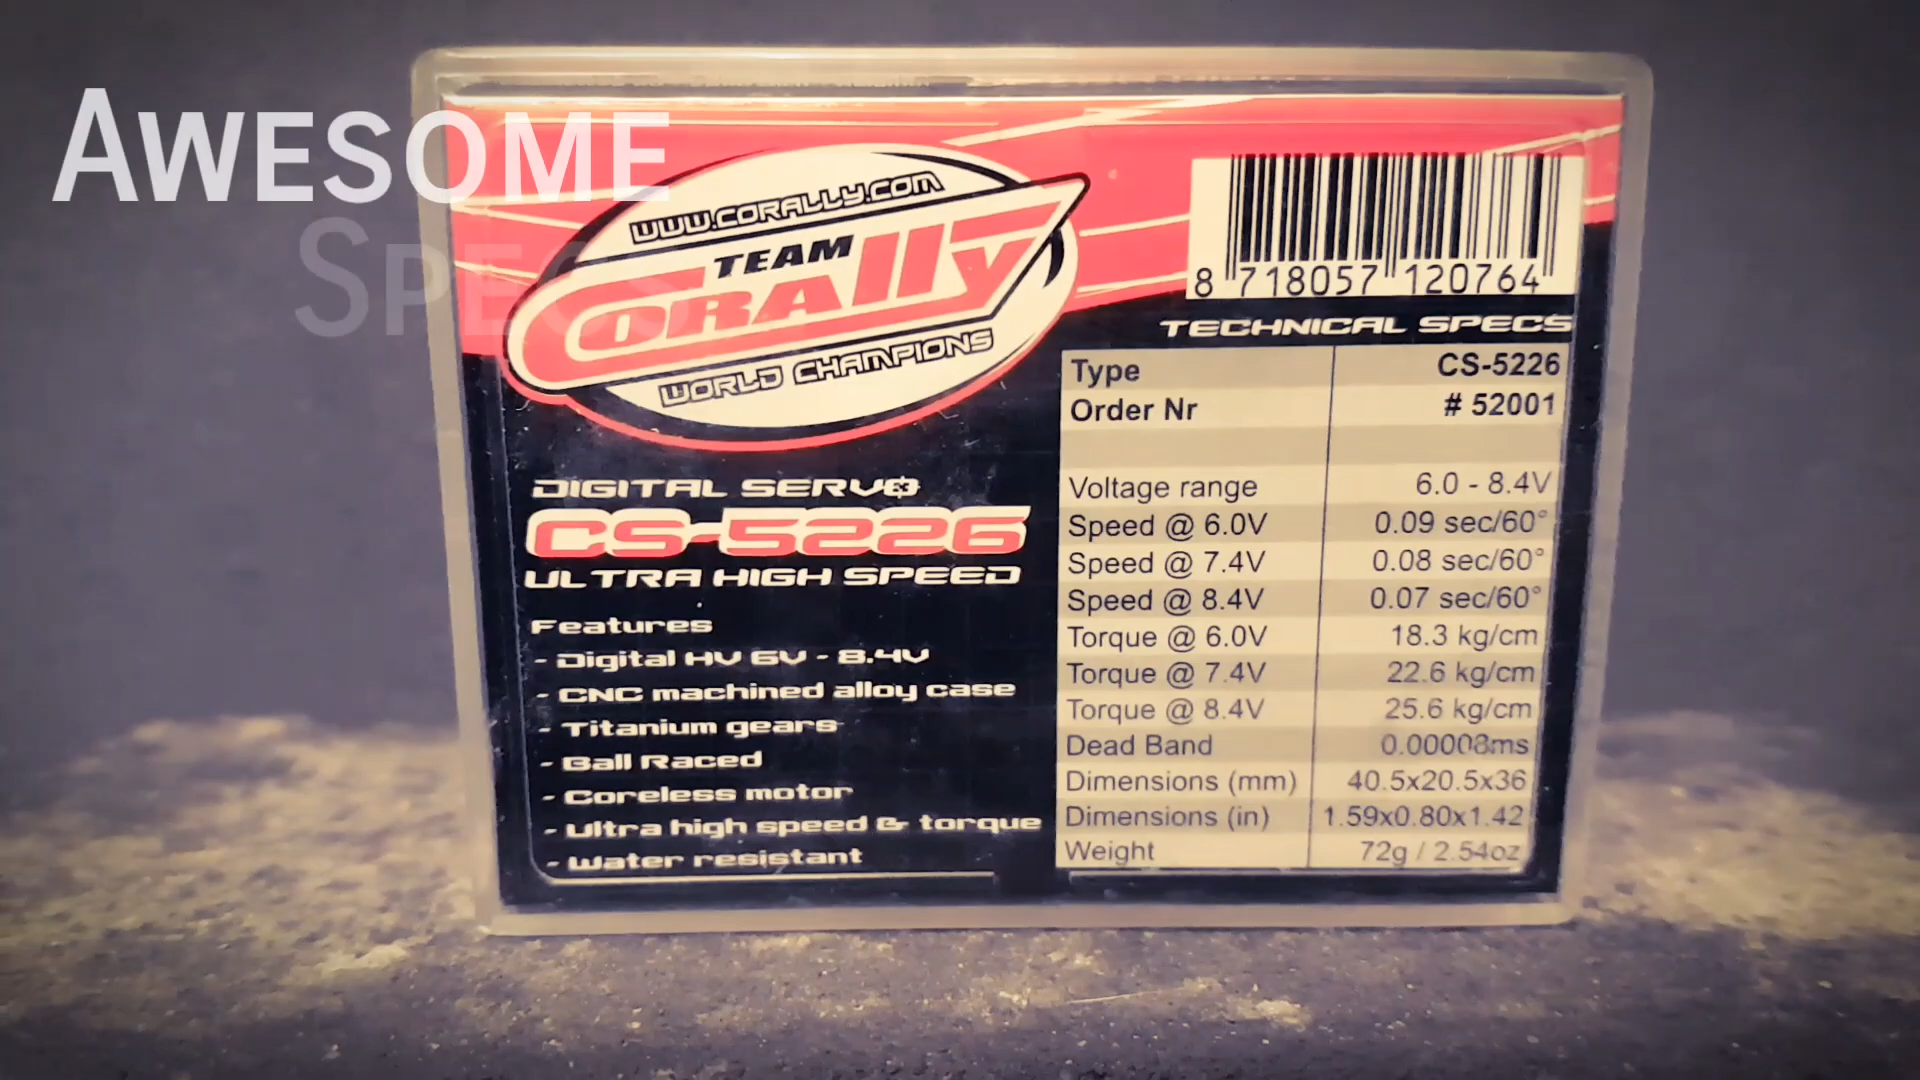 AWESOME
SPECS
WWW.CORALLY.COM
TEAM
CORALLY
WORLD CHAMPIONS
8 718057 120764
TECHNICAL SPECS
Type CS-5226
Order Nr # 52001
Voltage range 6.0 - 8.4V
Speed @ 6.0V 0.09 sec/60°
Speed @ 7.4V 0.08 sec/60°
Speed @ 8.4V 0.07 sec/60°
Torque @ 6.0V 18.3 kg/cm
Torque @ 7.4V 22.6 kg/cm
Torque @ 8.4V 25.6 kg/cm
Dead Band 0.00008ms
Dimensions (mm) 40.5x20.5x36
Dimensions (in) 1.59x0.80x1.42
Weight 72g / 2.54oz
DIGITAL SERVO
CS-5226
ULTRA HIGH SPEED
Features
- Digital HV 6V - 8.4V
- CNC machined alloy case
- Titanium gears
- Ball Raced
- Coreless motor
- Ultra high speed & torque
- Water resistant